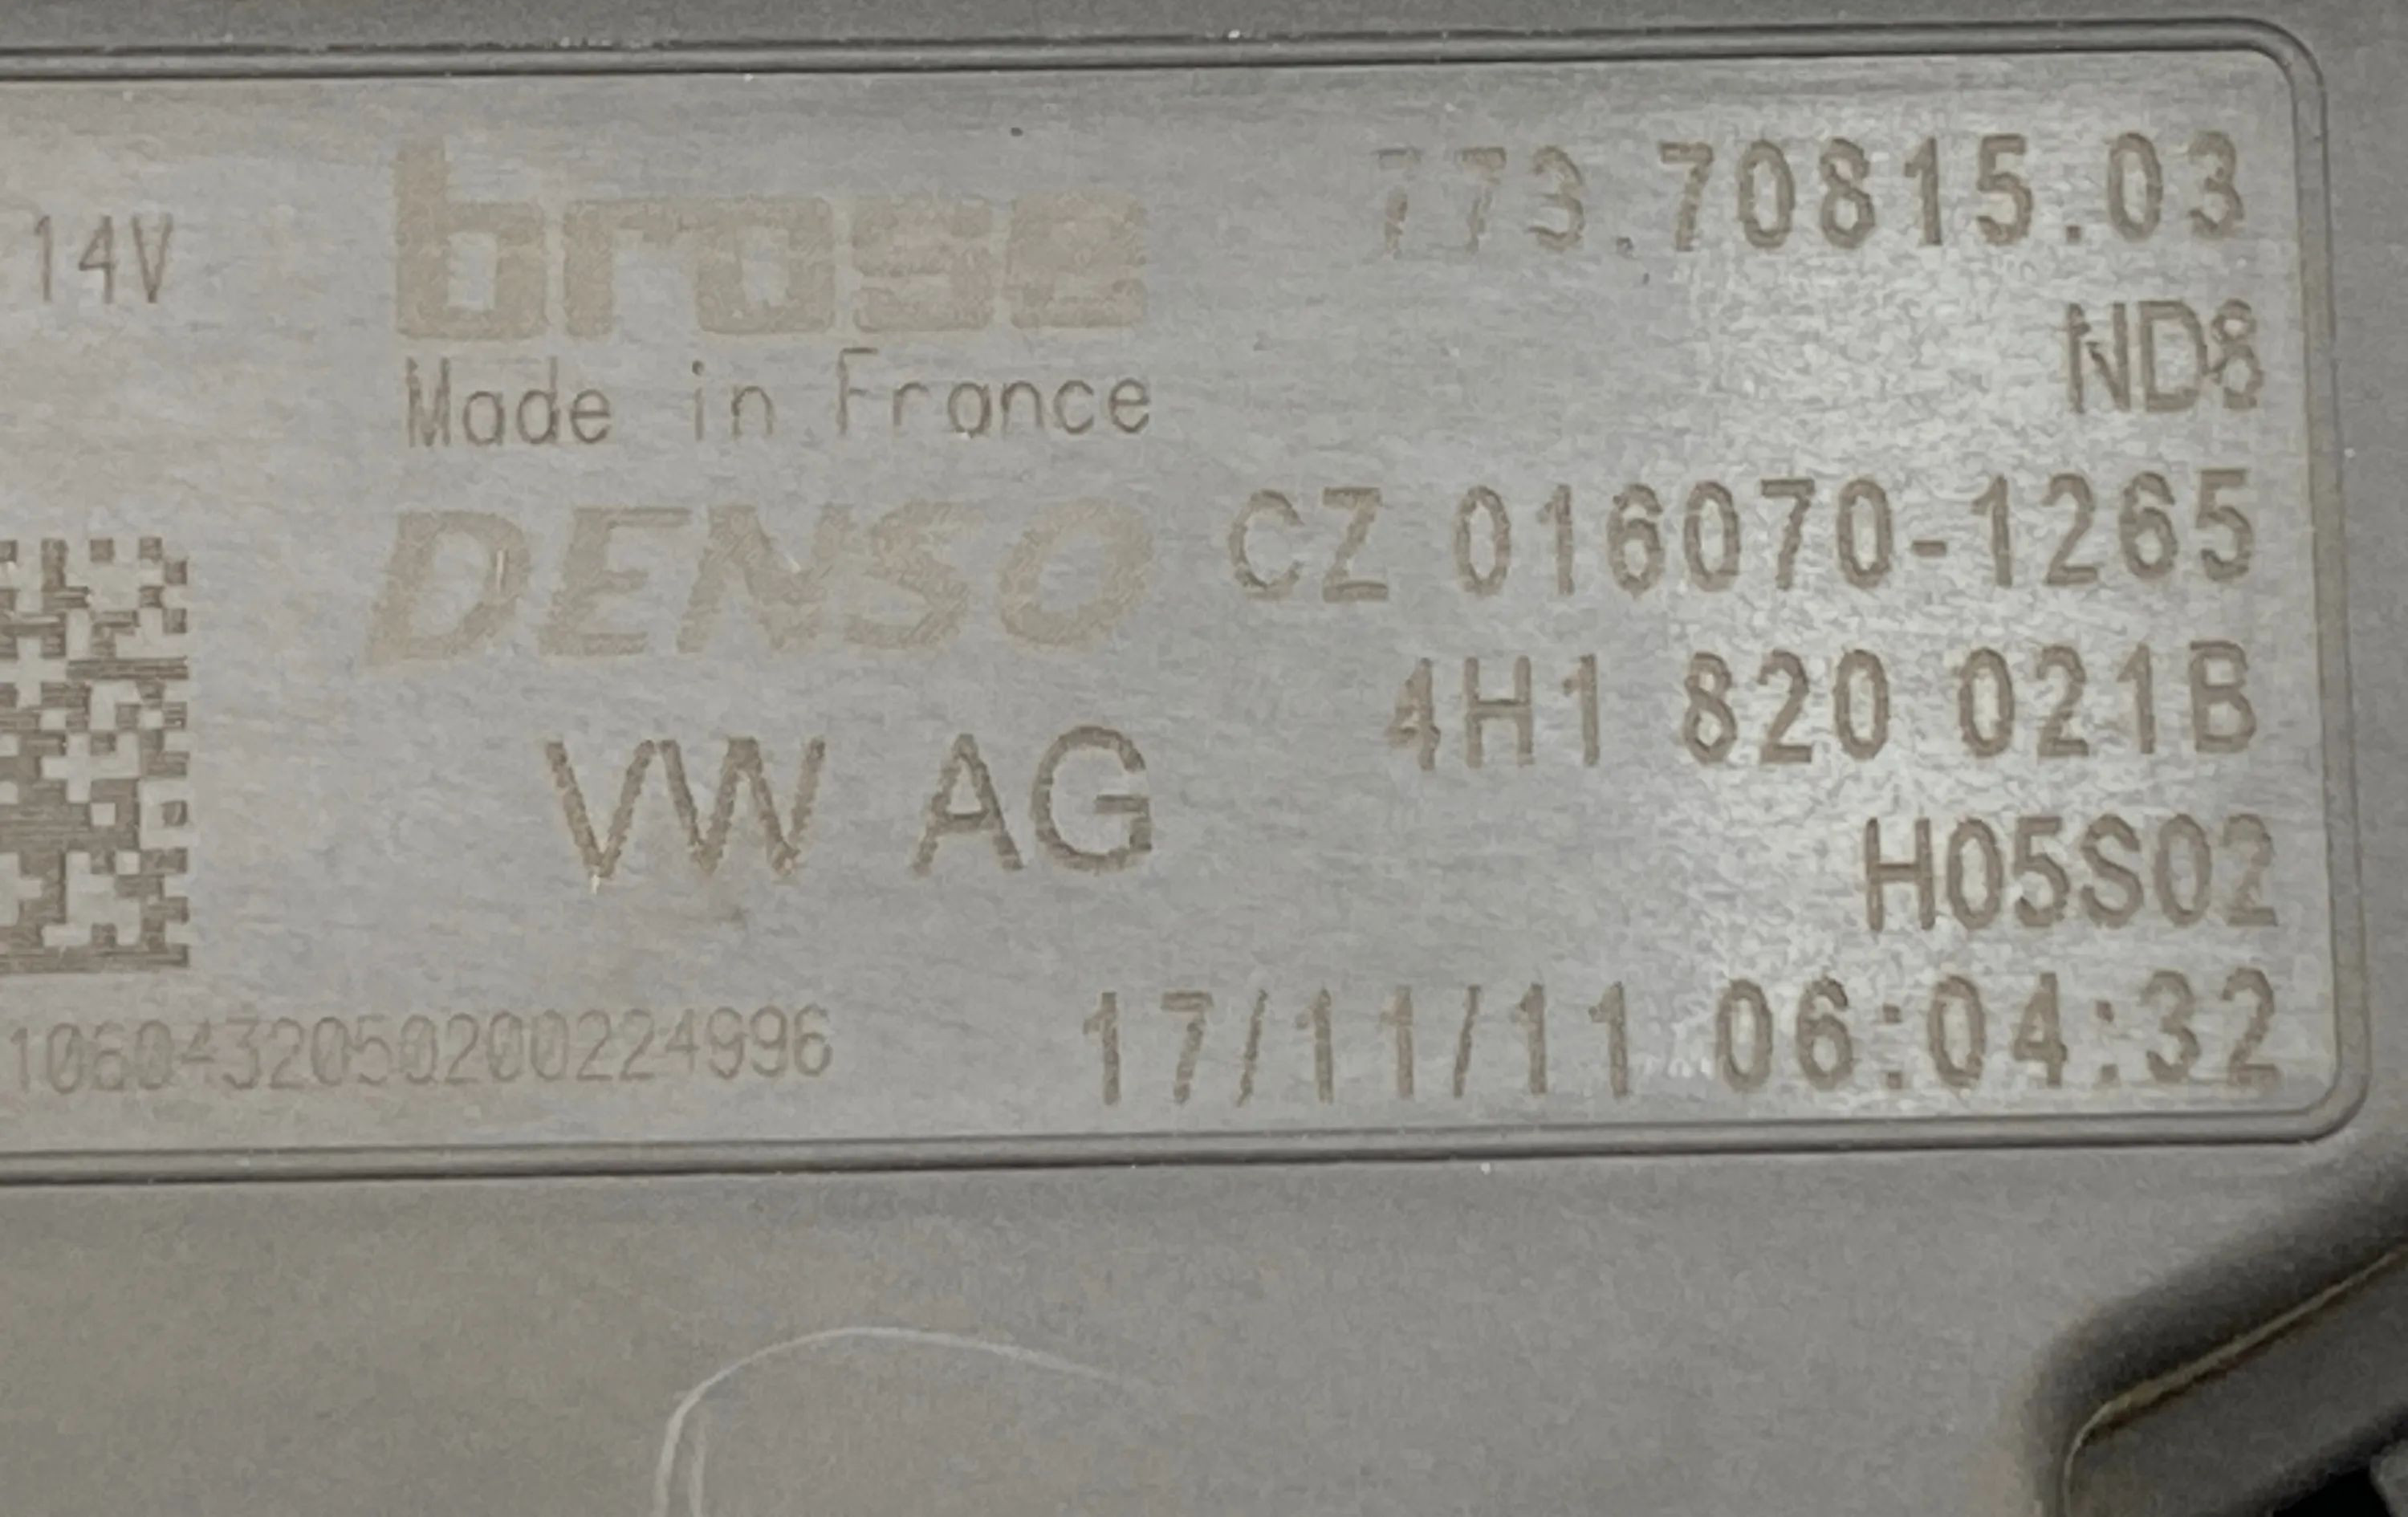 14V
brose
Made in France
773.70815.03
ND8
DENSO
CZ 016070-1265
VW AG
4H1 820 021B
H05S02
1060432050200224996
17/11/11 06:04:32